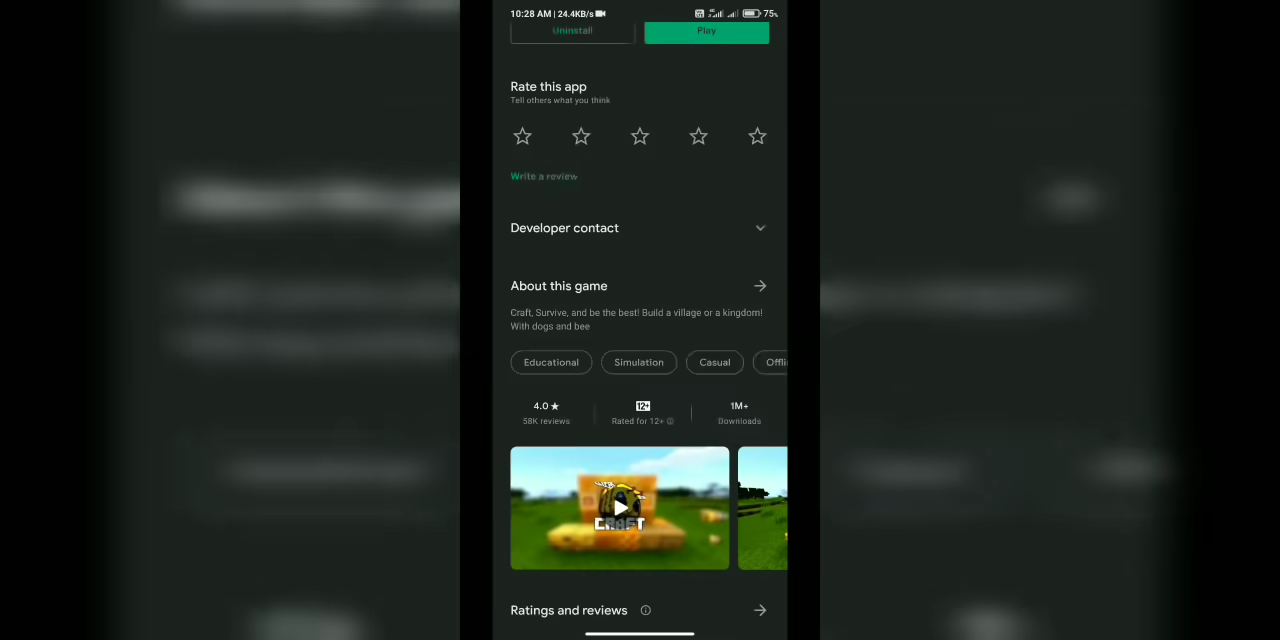 10:28 AM | 24.4KB/s
75%
Uninstall
Play
Rate this app
Tell others what you think
Write a review
Developer contact
About this game
Craft, Survive, and be the best! Build a village or a kingdom!
With dogs and bee
Educational
Simulation
Casual
Offli
4.0 ★
12+
1M+
58K reviews
Rated for 12+
Downloads
CRAFT
Ratings and reviews